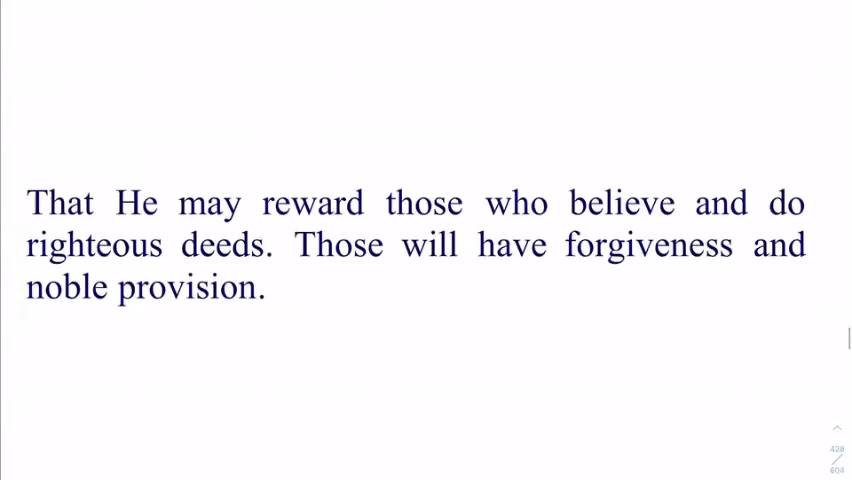 That He may reward those who believe and do
righteous deeds. Those will have forgiveness and
noble provision.
428
604